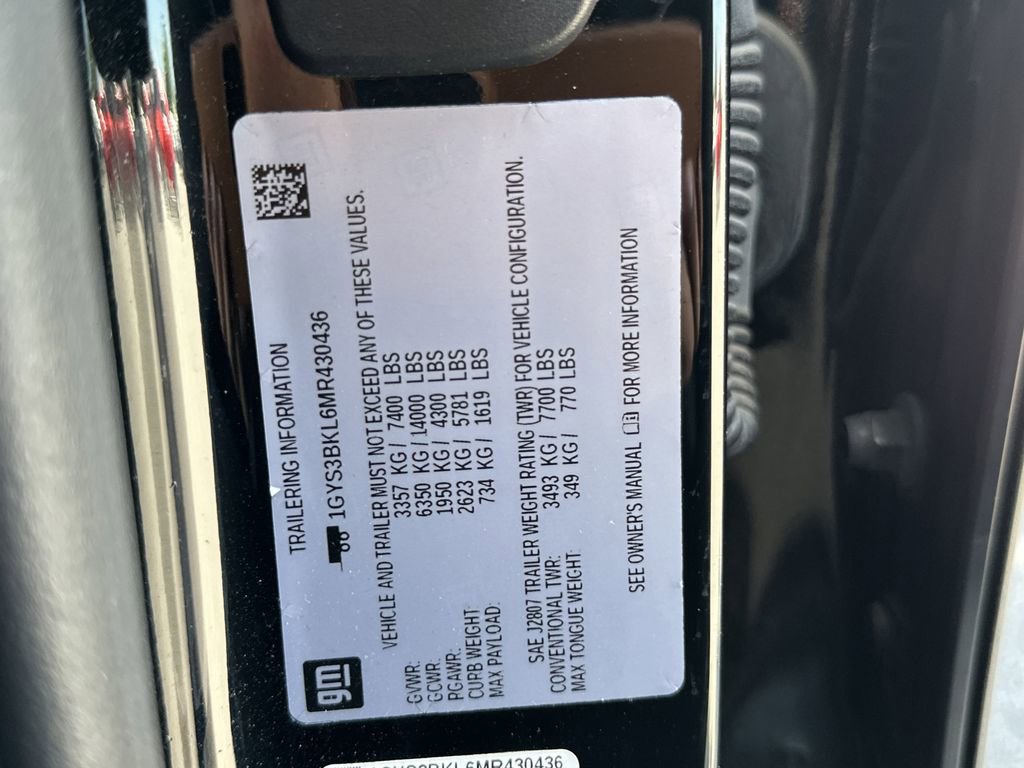 gm
TRAILERING INFORMATION
1GYS3BKL6MR430436
VEHICLE AND TRAILER MUST NOT EXCEED ANY OF THESE VALUES.
GVWR: 3357 KG / 7400 LBS
GCWR: 6350 KG / 14000 LBS
RGAWR: 1950 KG / 4300 LBS
CURB WEIGHT: 2623 KG / 5781 LBS
MAX PAYLOAD: 734 KG / 1619 LBS
SAE J2807 TRAILER WEIGHT RATING (TWR) FOR VEHICLE CONFIGURATION.
CONVENTIONAL TWR: 3493 KG / 7700 LBS
MAX TONGUE WEIGHT: 349 KG / 770 LBS
SEE OWNER'S MANUAL FOR MORE INFORMATION
1GYS3BKL6MR430436